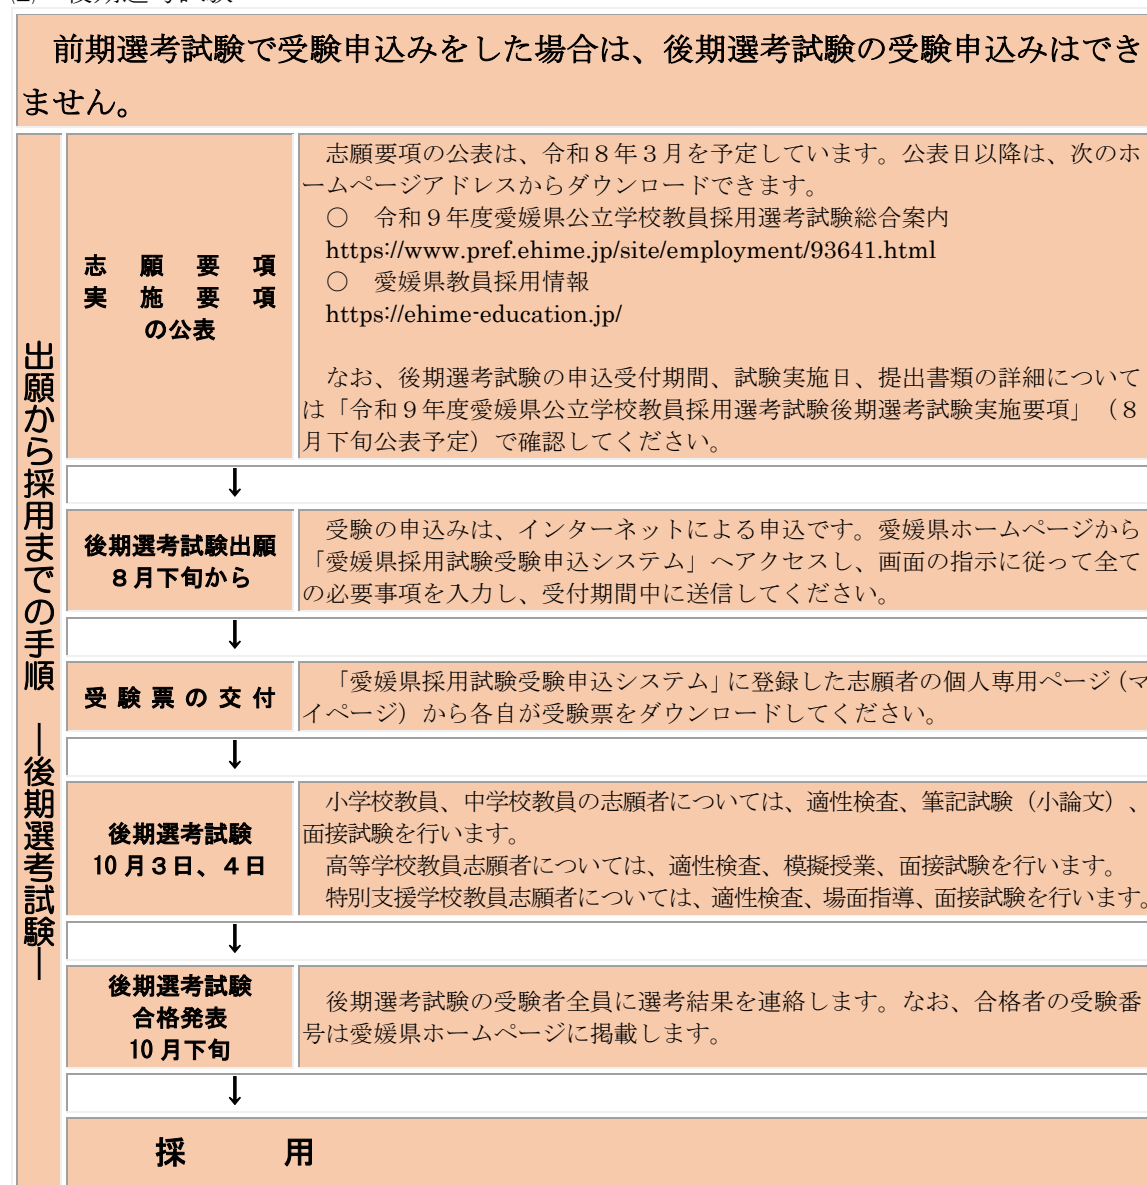 (2) 後期選考試験
前期選考試験で受験申込みをした場合は、後期選考試験の受験申込みはでき
ません。
出願から採用までの手順 ―後期選考試験―
志願要項
実施要項
の公表
志願要項の公表は、令和８年３月を予定しています。公表日以降は、次のホ
ームページアドレスからダウンロードできます。
○ 令和９年度愛媛県公立学校教員採用選考試験総合案内
https://www.pref.ehime.jp/site/employment/93641.html
○ 愛媛県教員採用情報
https://ehime-education.jp/
なお、後期選考試験の申込受付期間、試験実施日、提出書類の詳細について
は「令和９年度愛媛県公立学校教員採用選考試験後期選考試験実施要項」（８
月下旬公表予定）で確認してください。
↓
後期選考試験出願
８月下旬から
受験の申込みは、インターネットによる申込です。愛媛県ホームページから
「愛媛県採用試験受験申込システム」へアクセスし、画面の指示に従って全て
の必要事項を入力し、受付期間中に送信してください。
↓
受験票の交付
「愛媛県採用試験受験申込システム」に登録した志願者の個人専用ページ（マ
イページ）から各自が受験票をダウンロードしてください。
↓
後期選考試験
10月３日、４日
小学校教員、中学校教員の志願者については、適性検査、筆記試験（小論文）、
面接試験を行います。
高等学校教員志願者については、適性検査、模擬授業、面接試験を行います。
特別支援学校教員志願者については、適性検査、場面指導、面接試験を行います。
↓
後期選考試験
合格発表
10月下旬
後期選考試験の受験者全員に選考結果を連絡します。なお、合格者の受験番
号は愛媛県ホームページに掲載します。
↓
採用